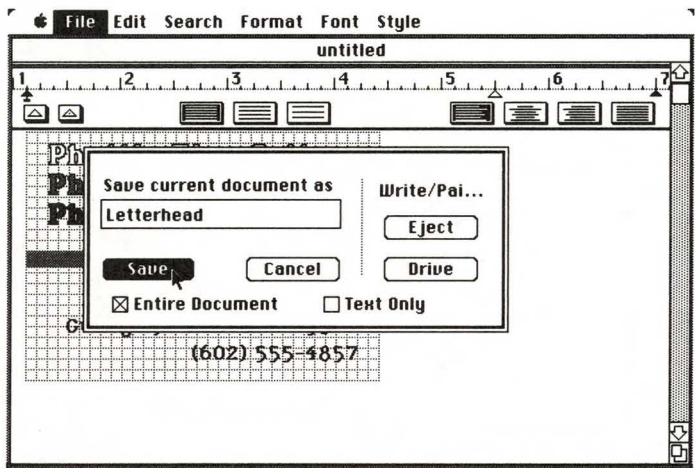 File Edit Search Format Font Style
untitled
1 2 3 4 5 6 7
Save current document as
Write/Pai...
Letterhead
Eject
Save Cancel Drive
Entire Document Text Only
(602) 555-4857